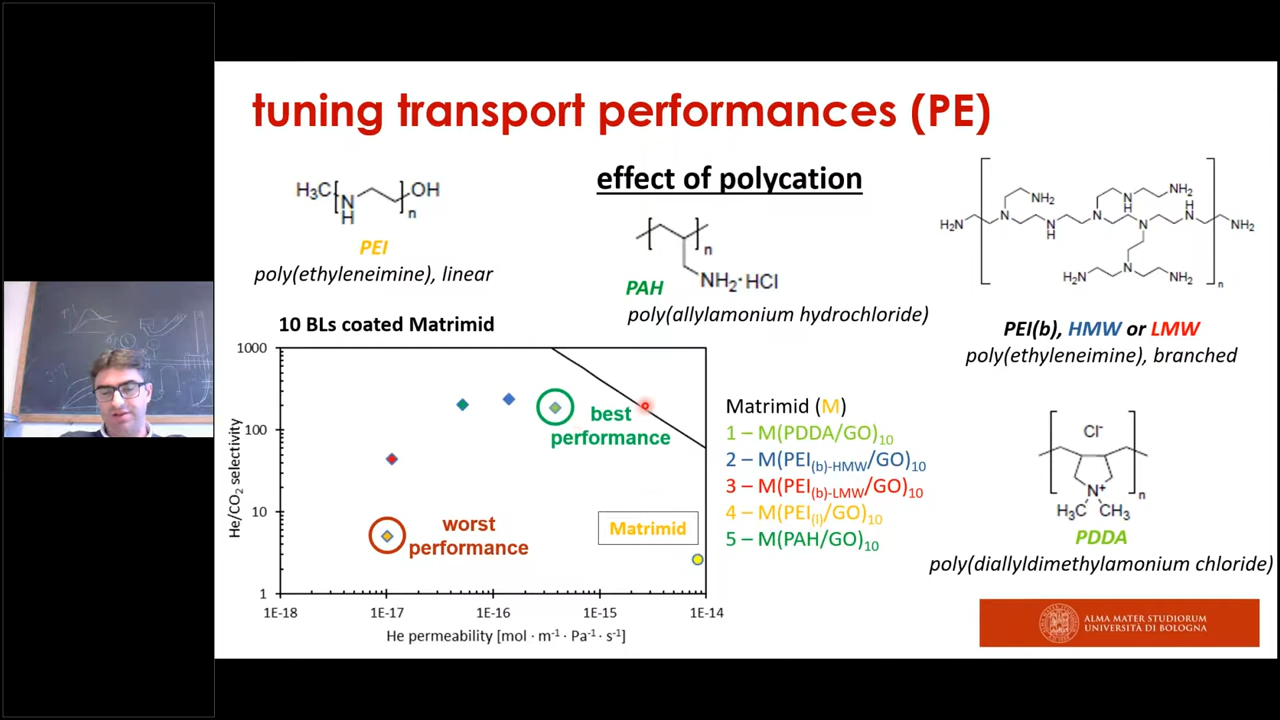 tuning transport performances (PE)
effect of polycation
H₃C
N
H
n
OH
PEI
poly(ethyleneimine), linear
n
NH₂·HCl
PAH
poly(allylamonium hydrochloride)
NH₂
N
H
NH₂
H
N
H₂N
N
N
H
N
N
NH₂
H₂N
N
NH₂
n
PEI(b), HMW or LMW
poly(ethyleneimine), branched
10 BLs coated Matrimid
1000
100
10
1
He/CO₂ selectivity
best
performance
worst
performance
Matrimid
1E-18
1E-17
1E-16
1E-15
1E-14
He permeability [mol · m⁻¹ · Pa⁻¹· s⁻¹]
Matrimid (M)
1 – M(PDDA/GO)₁₀
2 – M(PEI₍b₎-HMW/GO)₁₀
3 – M(PEI₍b₎-LMW/GO)₁₀
4 – M(PEI₍l₎/GO)₁₀
5 – M(PAH/GO)₁₀
Cl⁻
N⁺
n
H₃C
CH₃
PDDA
poly(diallyldimethylamonium chloride)
ALMA MATER STUDIORUM
UNIVERSITÀ DI BOLOGNA